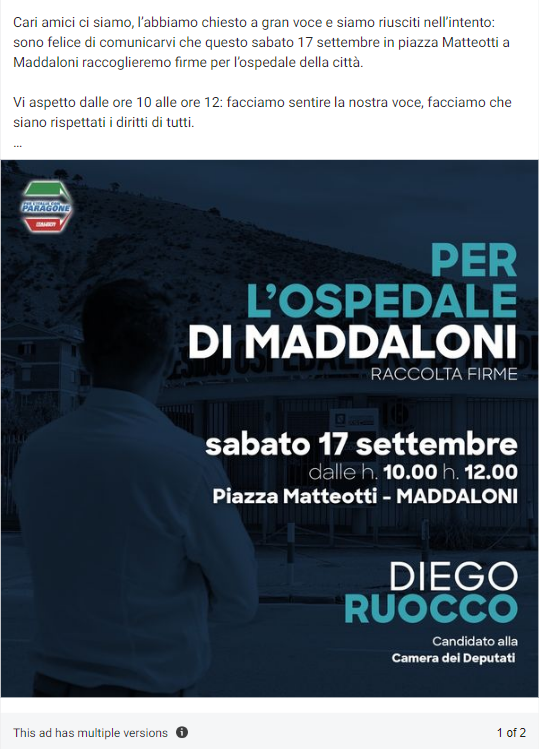 Cari amici ci siamo, l'abbiamo chiesto a gran voce e siamo riusciti nell'intento:
sono felice di comunicarvi che questo sabato 17 settembre in piazza Matteotti a
Maddaloni raccoglieremo firme per l'ospedale della città.
Vi aspetto dalle ore 10 alle ore 12: facciamo sentire la nostra voce, facciamo che
siano rispettati i diritti di tutti.
...
PARAGONE
PER
L'OSPEDALE
DI MADDALONI
RACCOLTA FIRME
sabato 17 settembre
dalle h. 10.00 h. 12.00
Piazza Matteotti - MADDALONI
DIEGO
RUOCCO
Candidato alla
Camera dei Deputati
This ad has multiple versions
1 of 2